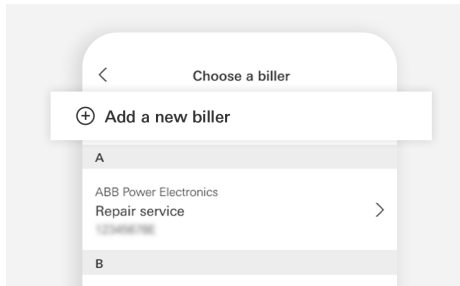 Choose a biller
Add a new biller
A
ABB Power Electronics
Repair service
B